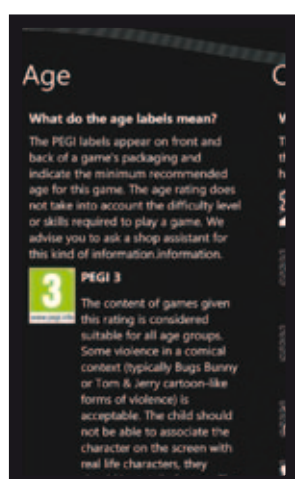 Age
What do the age labels mean?
The PEGI labels appear on front and
back of a game's packaging and
indicate the minimum recommended
age for this game. The age rating does
not take into account the difficulty level
or skills required to play a game. We
advise you to ask a shop assistant for
this kind of information.information.
3
www.pegi.info
PEGI 3
The content of games given
this rating is considered
suitable for all age groups.
Some violence in a comical
context (typically Bugs Bunny
or Tom & Jerry cartoon-like
forms of violence) is
acceptable. The child should
not be able to associate the
character on the screen with
real life characters, they